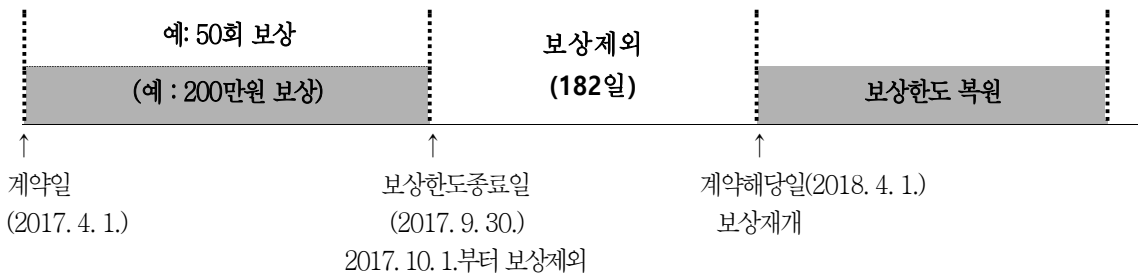 예: 50회 보상
(예 : 200만원 보상)
보상제외
(182일)
보상한도 복원
↑
계약일
(2017. 4. 1.)
↑
보상한도종료일
(2017. 9. 30.)
2017. 10. 1.부터 보상제외
↑
계약해당일(2018. 4. 1.)
보상재개